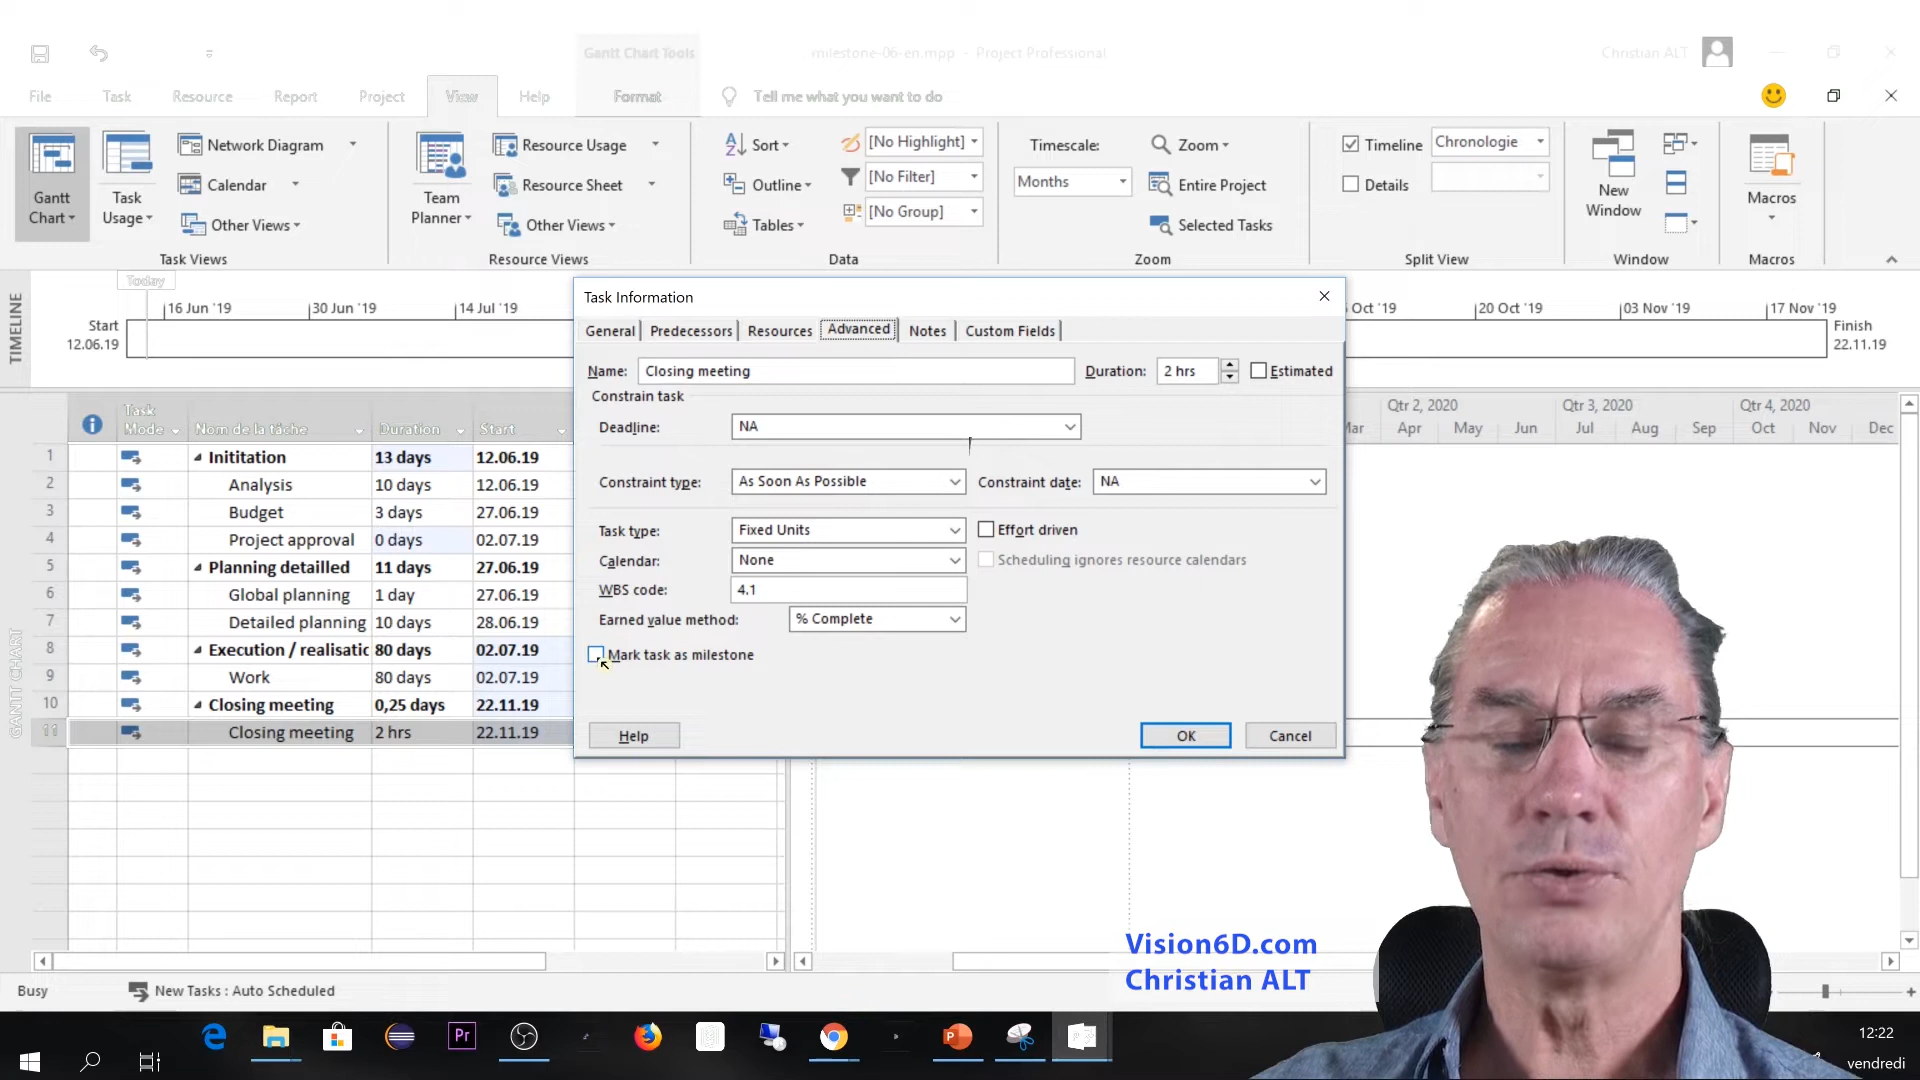 Gantt Chart Tools
milestone-06-en.mpp - Project Professional
Christian ALT
File
Task
Resource
Report
Project
View
Help
Format
Tell me what you want to do
Gantt Chart
Task Usage
Network Diagram
Calendar
Other Views
Task Views
Team Planner
Resource Usage
Resource Sheet
Other Views
Resource Views
Sort
Outline
Tables
[No Highlight]
[No Filter]
[No Group]
Data
Timescale:
Months
Zoom
Entire Project
Selected Tasks
Zoom
Timeline
Chronologie
Details
Split View
New Window
Window
Macros
Macros
TIMELINE
Today
Start
12.06.19
16 Jun '19
30 Jun '19
14 Jul '19
Oct '19
20 Oct '19
03 Nov '19
17 Nov '19
Finish
22.11.19
Task Mode
Nom de la tâche
Duration
Start
1 Inititation 13 days 12.06.19
2 Analysis 10 days 12.06.19
3 Budget 3 days 27.06.19
4 Project approval 0 days 02.07.19
5 Planning detailled 11 days 27.06.19
6 Global planning 1 day 27.06.19
7 Detailed planning 10 days 28.06.19
8 Execution / realisatic 80 days 02.07.19
9 Work 80 days 02.07.19
10 Closing meeting 0,25 days 22.11.19
11 Closing meeting 2 hrs 22.11.19
GANTT CHART
Task Information
General
Predecessors
Resources
Advanced
Notes
Custom Fields
Name: Closing meeting Duration: 2 hrs Estimated
Constrain task
Deadline: NA
Constraint type: As Soon As Possible Constraint date: NA
Task type: Fixed Units Effort driven
Calendar: None Scheduling ignores resource calendars
WBS code: 4.1
Earned value method: % Complete
Mark task as milestone
Help
OK
Cancel
Qtr 2, 2020
Qtr 3, 2020
Qtr 4, 2020
Mar Apr May Jun Jul Aug Sep Oct Nov Dec
Vision6D.com
Christian ALT
Busy
New Tasks : Auto Scheduled
Pr
12:22
vendredi